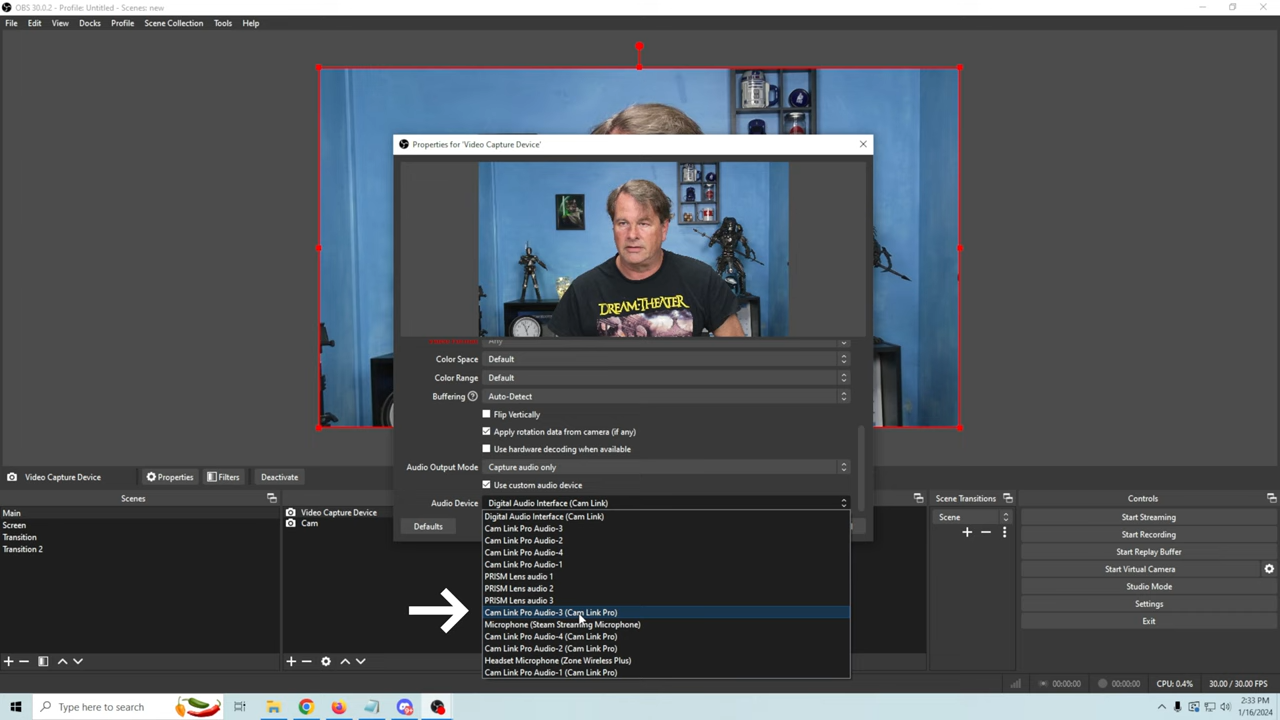 OBS 30.0.2 - Profile: Untitled - Scenes: new
File Edit View Docks Profile Scene Collection Tools Help
Properties for 'Video Capture Device'
DREAM THEATER
Any
Color Space Default
Color Range Default
Buffering Auto-Detect
Flip Vertically
Apply rotation data from camera (if any)
Use hardware decoding when available
Audio Output Mode Capture audio only
Use custom audio device
Audio Device Digital Audio Interface (Cam Link)
Defaults
Digital Audio Interface (Cam Link)
Cam Link Pro Audio-3
Cam Link Pro Audio-2
Cam Link Pro Audio-4
Cam Link Pro Audio-1
PRISM Lens audio 1
PRISM Lens audio 2
PRISM Lens audio 3
Cam Link Pro Audio-3 (Cam Link Pro)
Microphone (Steam Streaming Microphone)
Cam Link Pro Audio-4 (Cam Link Pro)
Cam Link Pro Audio-2 (Cam Link Pro)
Headset Microphone (Zone Wireless Plus)
Cam Link Pro Audio-1 (Cam Link Pro)
Video Capture Device Properties Filters Deactivate
Scenes
Main
Screen
Transition
Transition 2
Video Capture Device
Cam
Scene Transitions
Scene
Controls
Start Streaming
Start Recording
Start Replay Buffer
Start Virtual Camera
Studio Mode
Settings
Exit
00:00:00 00:00:00 CPU: 0.4% 30.00 / 30.00 FPS
Type here to search
2:33 PM
1/16/2024